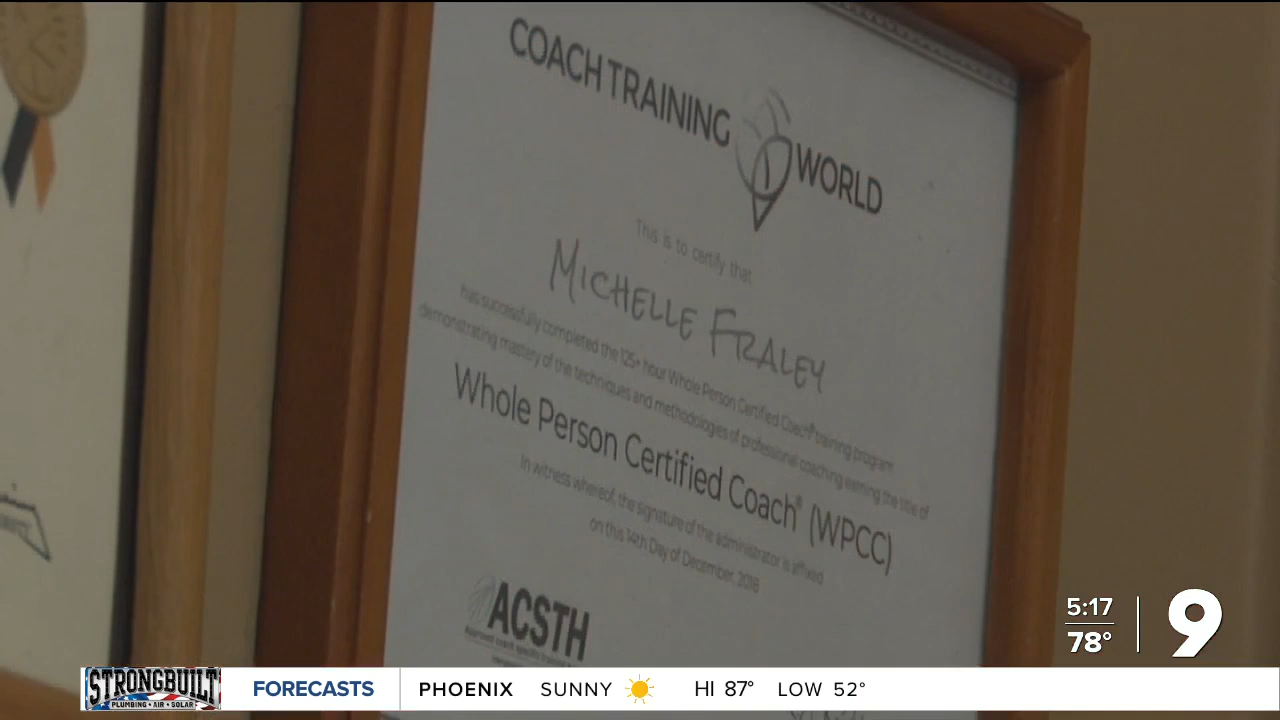 COACH TRAINING WORLD
This is to certify that
MICHELLE FRALEY
has successfully completed the 125+ hour Whole Person Certified Coach® training program
demonstrating mastery of the techniques and methodologies of professional coaching earning the title of
Whole Person Certified Coach® (WPCC)
In witness whereof, the signature of the administrator is affixed
on this 14th Day of December, 2018
ACSTH
5:17
78°
9
STRONGBUILT
PLUMBING • AIR • SOLAR
FORECASTS
PHOENIX SUNNY HI 87° LOW 52°